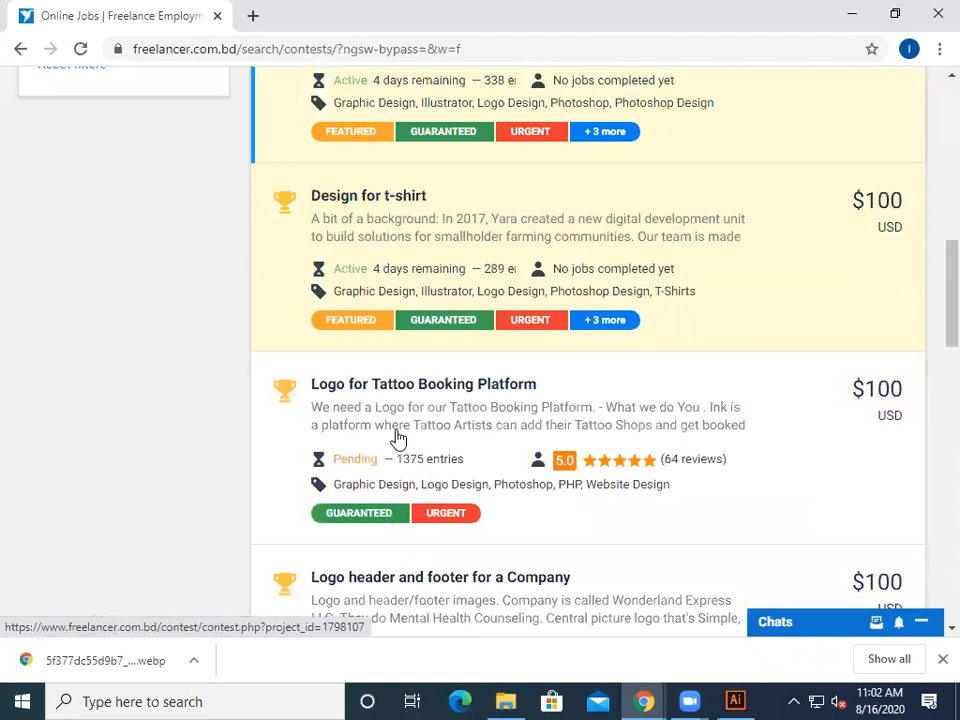 Online Jobs | Freelance Employm
freelancer.com.bd/search/contests/?ngsw-bypass=&w=f
I
Active 4 days remaining — 338 e
No jobs completed yet
Graphic Design, Illustrator, Logo Design, Photoshop, Photoshop Design
FEATURED GUARANTEED URGENT + 3 more
Design for t-shirt
$100
USD
A bit of a background: In 2017, Yara created a new digital development unit
to build solutions for smallholder farming communities. Our team is made
Active 4 days remaining — 289 e
No jobs completed yet
Graphic Design, Illustrator, Logo Design, Photoshop Design, T-Shirts
FEATURED GUARANTEED URGENT + 3 more
Logo for Tattoo Booking Platform
$100
USD
We need a Logo for our Tattoo Booking Platform. - What we do You . Ink is
a platform where Tattoo Artists can add their Tattoo Shops and get booked
Pending — 1375 entries
5.0 (64 reviews)
Graphic Design, Logo Design, Photoshop, PHP, Website Design
GUARANTEED URGENT
Logo header and footer for a Company
$100
USD
Logo and header/footer images. Company is called Wonderland Express
do Mental Health Counseling. Central picture logo that's Simple,
Chats
https://www.freelancer.com.bd/contest/contest.php?project_id=1798107
5f377dc55d9b7_....webp
Show all
Type here to search
Ai
11:02 AM
8/16/2020